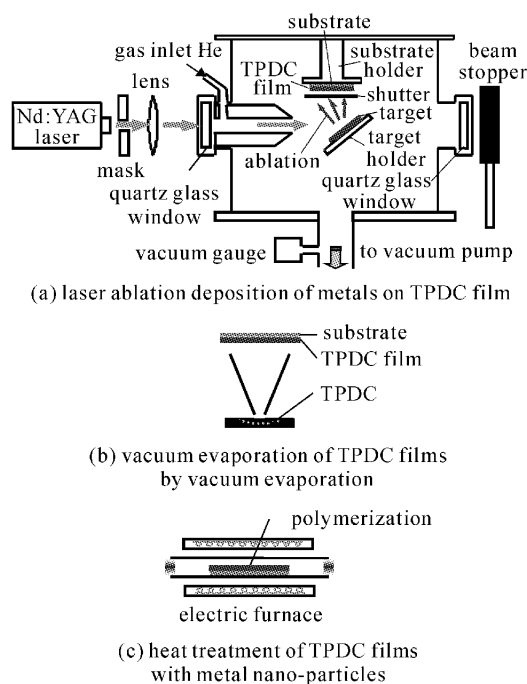 substrate
gas inlet He
substrate
holder
beam
stopper
TPDC
film
lens
shutter
Nd:YAG
laser
target
mask
ablation
target
holder
quartz glass
window
quartz glass
window
vacuum gauge
to vacuum pump
(a) laser ablation deposition of metals on TPDC film
substrate
TPDC film
TPDC
(b) vacuum evaporation of TPDC films
by vacuum evaporation
polymerization
electric furnace
(c) heat treatment of TPDC films
with metal nano-particles